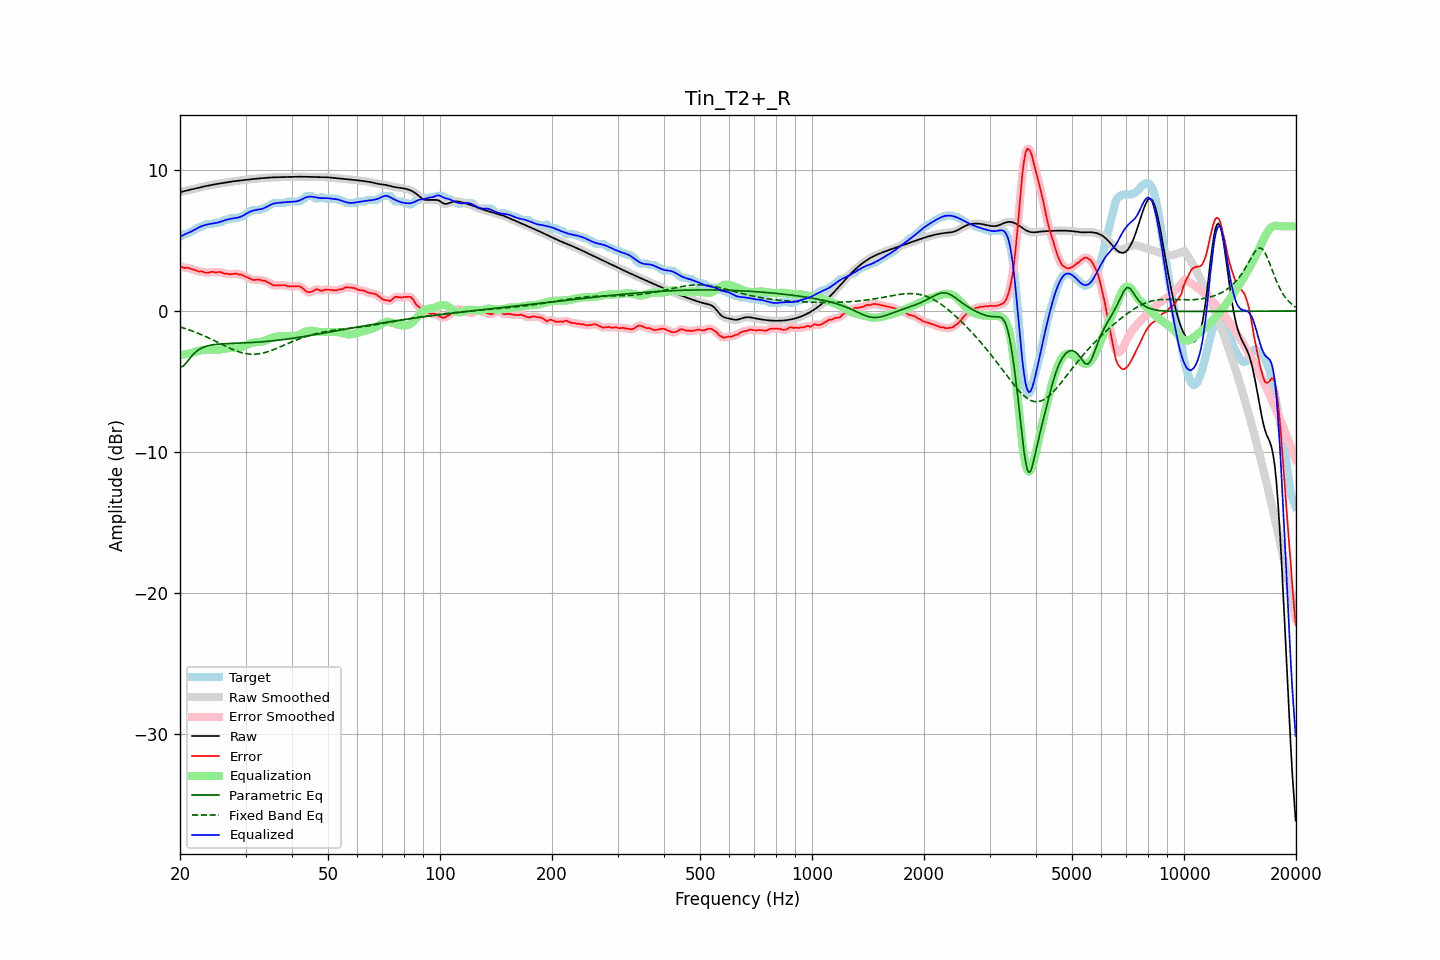 Tin_T2+_R
Amplitude (dBr)
10
0
−10
−20
−30
Target
Raw Smoothed
Error Smoothed
Raw
Error
Equalization
Parametric Eq
Fixed Band Eq
Equalized
20 50 100 200 500 1000 2000 5000 10000 20000
Frequency (Hz)